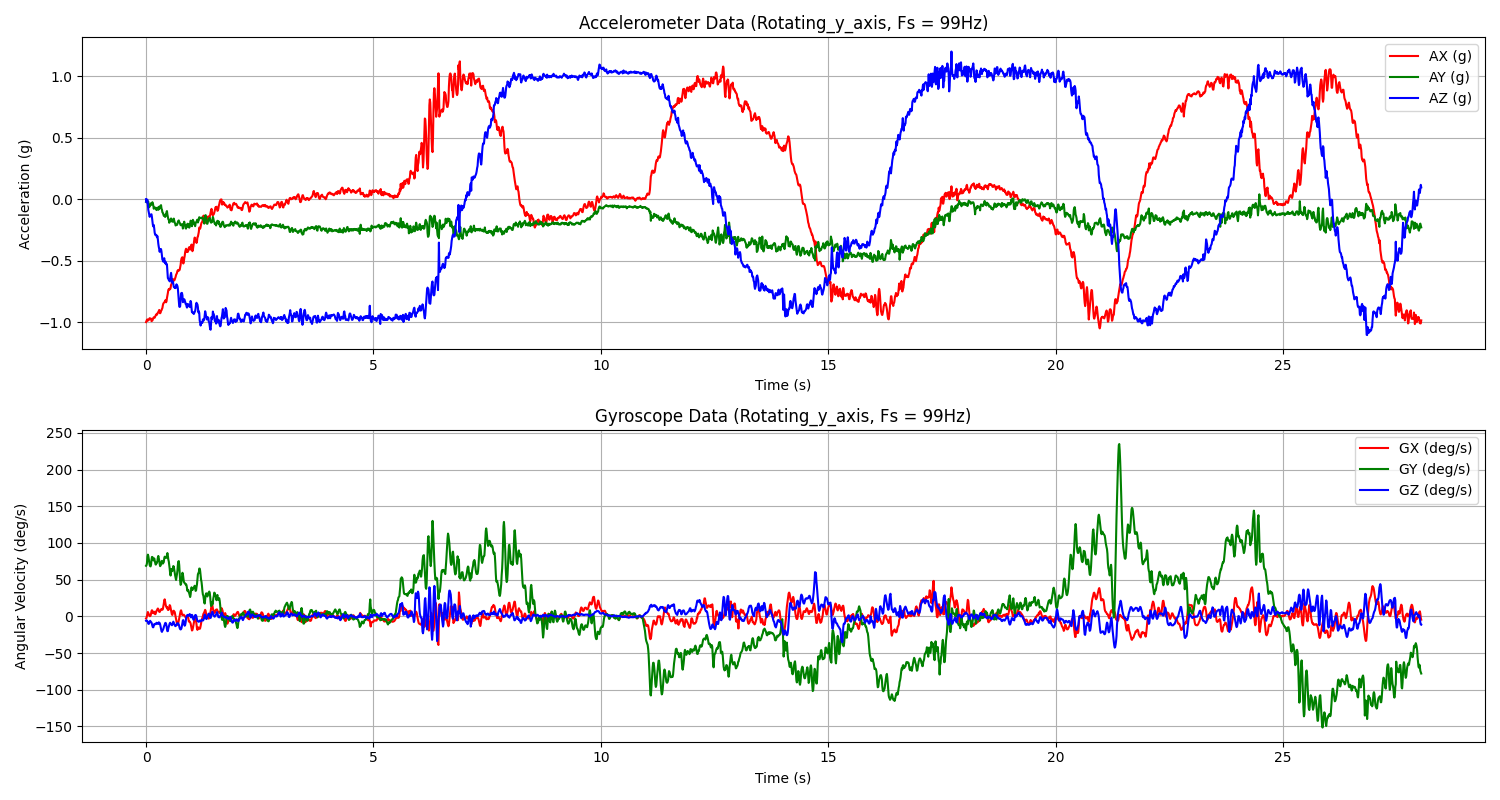 Accelerometer Data (Rotating_y_axis, Fs = 99Hz)
Acceleration (g)
1.0
0.5
0.0
−0.5
−1.0
AX (g)
AY (g)
AZ (g)
0 5 10 15 20 25
Time (s)
Gyroscope Data (Rotating_y_axis, Fs = 99Hz)
Angular Velocity (deg/s)
250
200
150
100
50
0
−50
−100
−150
GX (deg/s)
GY (deg/s)
GZ (deg/s)
0 5 10 15 20 25
Time (s)